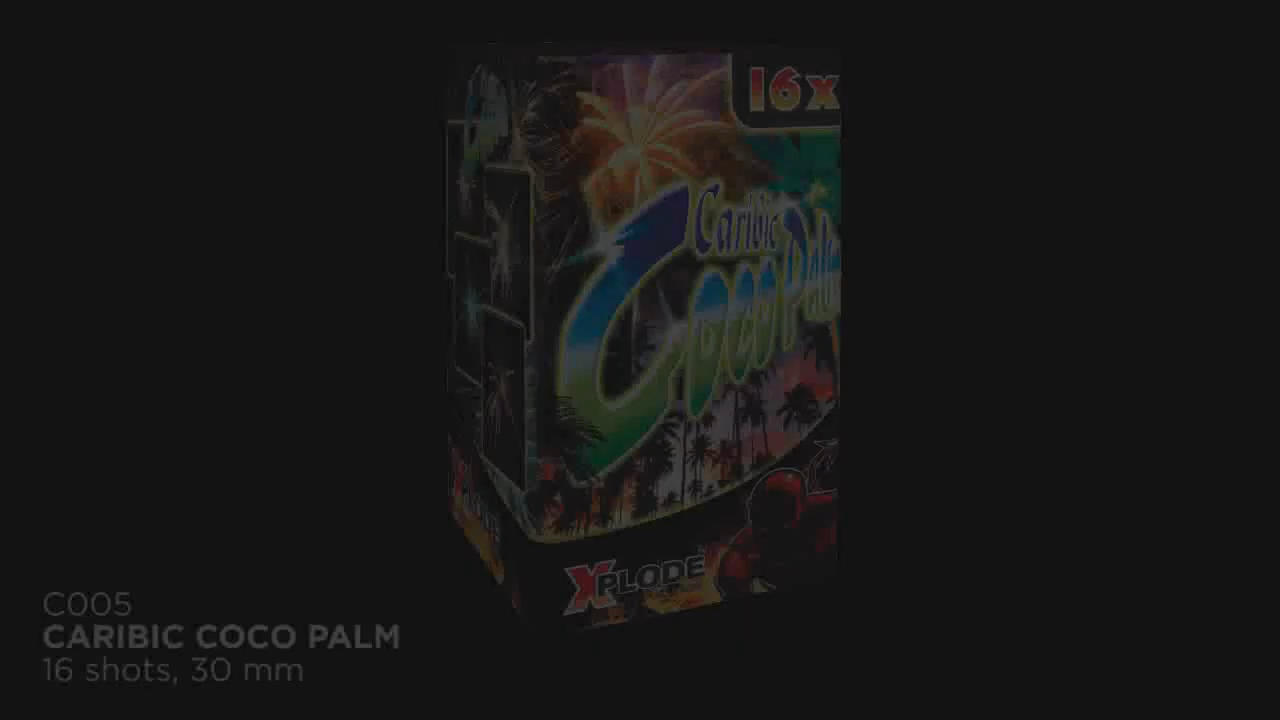 16x
Caribic
Coco Palm
XPLODE
C005
CARIBIC COCO PALM
16 shots, 30 mm